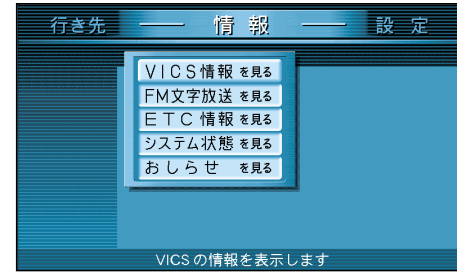 行き先 情報 設定
VICS情報 を見る
FM文字放送 を見る
ETC情報 を見る
システム状態 を見る
おしらせ を見る
VICSの情報を表示します